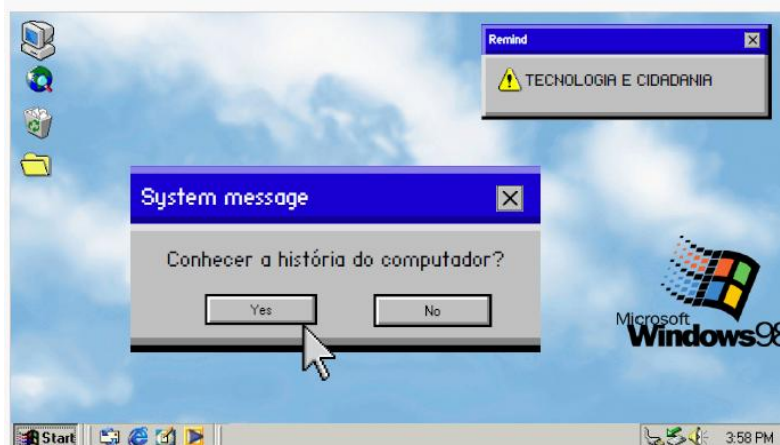 Remind
TECNOLOGIA E CIDADANIA
System message
Conhecer a história do computador?
Yes
No
Microsoft
Windows98
Start
3:58 PM